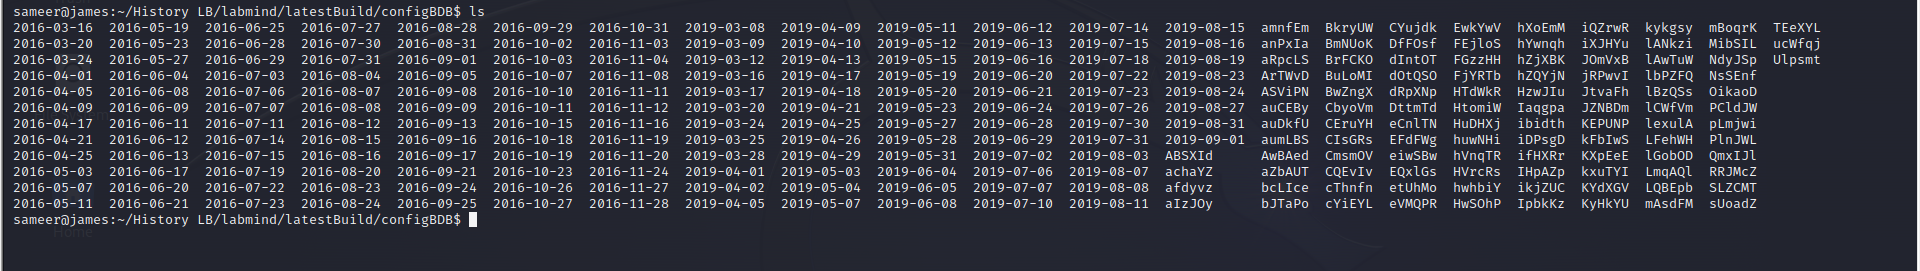 sameer@james:~/History LB/labmind/latestBuild/configBDB$ ls
2016-03-16 2016-05-19 2016-06-25 2016-07-27 2016-08-28 2016-09-29 2016-10-31 2019-03-08 2019-04-09 2019-05-11 2019-06-12 2019-07-14 2019-08-15 amnfEm BkryUW CYujdk EwkYwV hXoEmM iQZrwR kykgsy mBoqrK TEeXYL
2016-03-20 2016-05-23 2016-06-28 2016-07-30 2016-08-31 2016-10-02 2016-11-03 2019-03-09 2019-04-10 2019-05-12 2019-06-13 2019-07-15 2019-08-16 anPxIa BmNUoK DfFOsf FEjloS hYwnqh iXJHYu lANkzi MibSIL ucWfqj
2016-03-24 2016-05-27 2016-06-29 2016-07-31 2016-09-01 2016-10-03 2016-11-04 2019-03-12 2019-04-13 2019-05-15 2019-06-16 2019-07-18 2019-08-19 aRpcLS BrFCKO dIntOT FGzzHH hZjXBK JOmVxB lAwTuW NdyJSp Ulpsmt
2016-04-01 2016-06-04 2016-07-03 2016-08-04 2016-09-05 2016-10-07 2016-11-08 2019-03-16 2019-04-17 2019-05-19 2019-06-20 2019-07-22 2019-08-23 ArTWvD BuLoMI dOtQSO FjYRTb hZQYjN jRPwvI lbPZFQ NsSEnf
2016-04-05 2016-06-08 2016-07-06 2016-08-07 2016-09-08 2016-10-10 2016-11-11 2019-03-17 2019-04-18 2019-05-20 2019-06-21 2019-07-23 2019-08-24 ASViPN BwZngX dRpXNp HTdWkR HzwJIu JtvaFh lBzQSs OikaoD
2016-04-09 2016-06-09 2016-07-07 2016-08-08 2016-09-09 2016-10-11 2016-11-12 2019-03-20 2019-04-21 2019-05-23 2019-06-24 2019-07-26 2019-08-27 auCEBy CbyoVm DttmTd HtomiW Iaqgpa JZNBDm lCWfVm PCldJW
2016-04-17 2016-06-11 2016-07-11 2016-08-12 2016-09-13 2016-10-15 2016-11-16 2019-03-24 2019-04-25 2019-05-27 2019-06-28 2019-07-30 2019-08-31 auDkfU CEruYH eCnlTN HuDHXj ibidth KEPUNP lexulA pLmjwi
2016-04-21 2016-06-12 2016-07-14 2016-08-15 2016-09-16 2016-10-18 2016-11-19 2019-03-25 2019-04-26 2019-05-28 2019-06-29 2019-07-31 2019-09-01 aumLBS CIsGRs EFdFWg huwNHi iDPsgD kFbIwS LFehWH PlnJWL
2016-04-25 2016-06-13 2016-07-15 2016-08-16 2016-09-17 2016-10-19 2016-11-20 2019-03-28 2019-04-29 2019-05-31 2019-07-02 2019-08-03 ABSXId AwBAed CmsmOV eiwSBw hVnqTR ifHXRr KXpEeE lGobOD QmxIJl
2016-05-03 2016-06-17 2016-07-19 2016-08-20 2016-09-21 2016-10-23 2016-11-24 2019-04-01 2019-05-03 2019-06-04 2019-07-06 2019-08-07 achaYZ aZbAUT CQEvIv EQxlGs HVrcRs IHpAZp kxuTYI LmqAQl RRJMcZ
2016-05-07 2016-06-20 2016-07-22 2016-08-23 2016-09-24 2016-10-26 2016-11-27 2019-04-02 2019-05-04 2019-06-05 2019-07-07 2019-08-08 afdyvz bcLIce cThnfn etUhMo hwhbiY ikjZUC KYdXGV LQBEpb SLZCMT
2016-05-11 2016-06-21 2016-07-23 2016-08-24 2016-09-25 2016-10-27 2016-11-28 2019-04-05 2019-05-07 2019-06-08 2019-07-10 2019-08-11 aIzJOy bJTaPo cYiEYL eVMQPR HwSOhP IpbkKz KyHkYU mAsdFM sUoadZ
sameer@james:~/History LB/labmind/latestBuild/configBDB$
Home